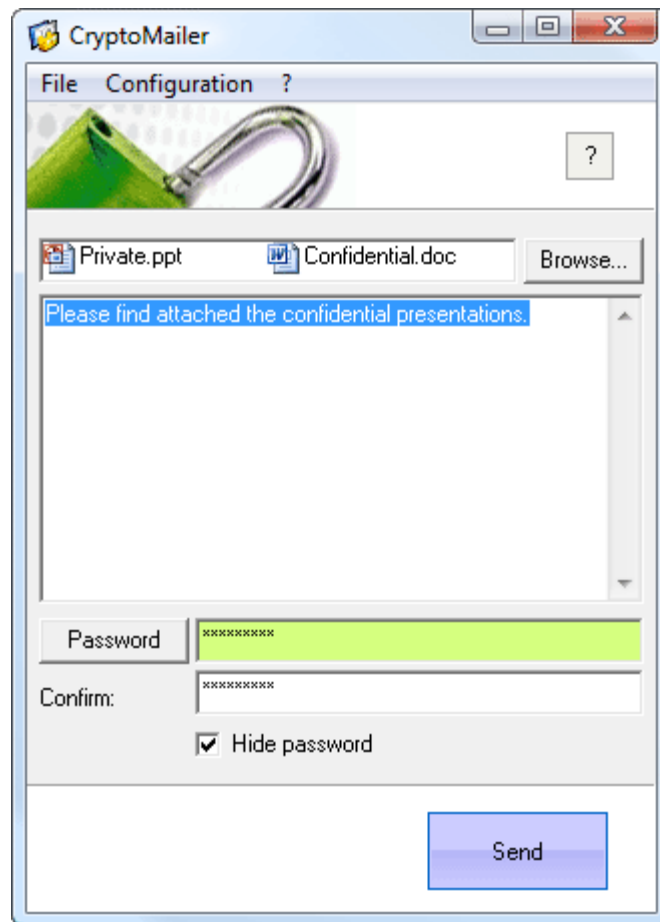 CryptoMailer
File Configuration ?
?
Private.ppt Confidential.doc Browse...
Please find attached the confidential presentations.
Password *********
Confirm: *********
Hide password
Send